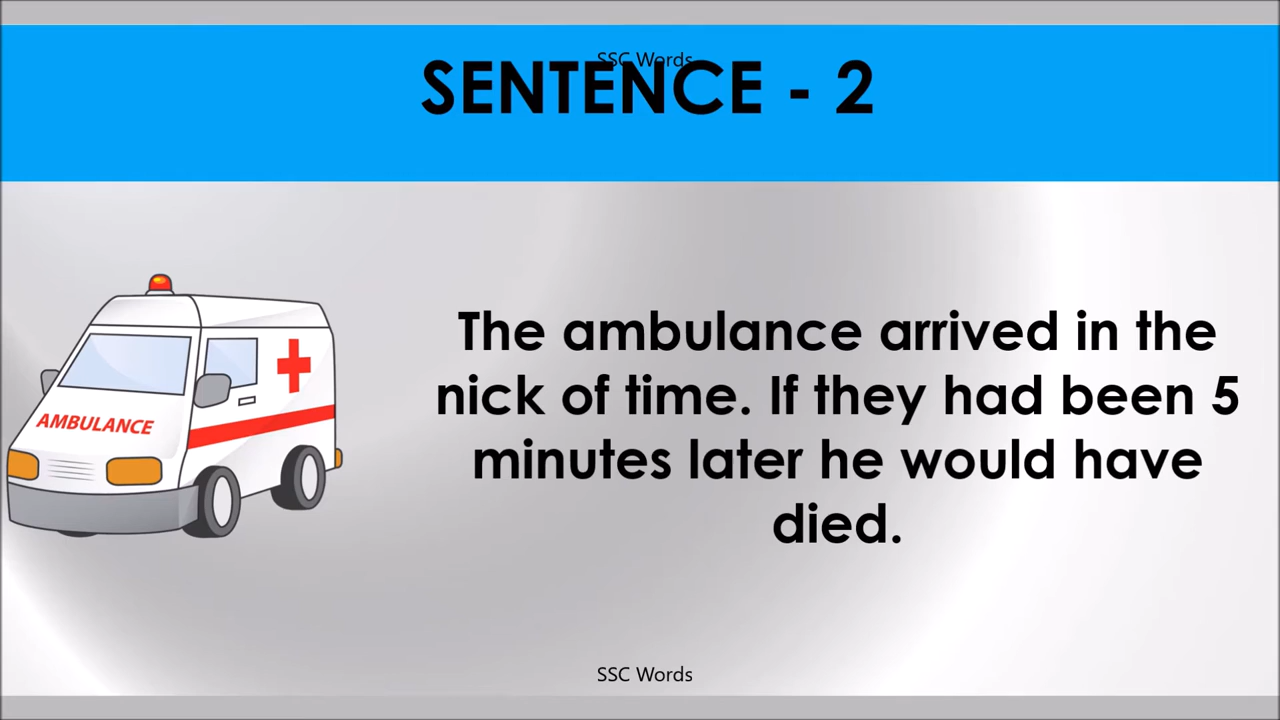 SSC Words
SENTENCE - 2
AMBULANCE
The ambulance arrived in the
nick of time. If they had been 5
minutes later he would have
died.
SSC Words